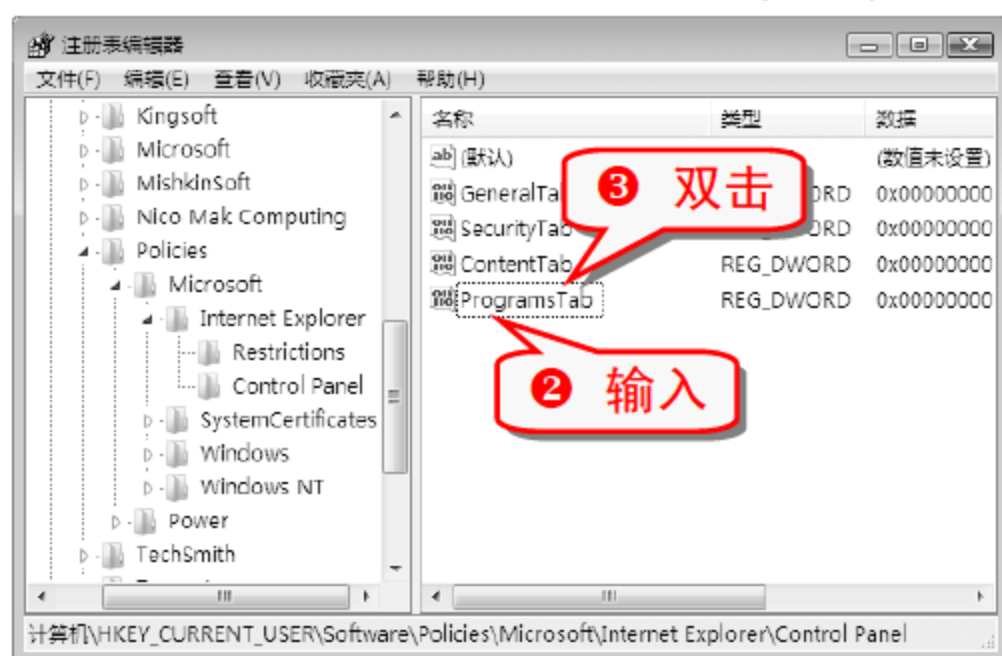 注册表编辑器
文件(F) 编辑(E) 查看(V) 收藏夹(A) 帮助(H)
Kingsoft
Microsoft
MishkinSoft
Nico Mak Computing
Policies
Microsoft
Internet Explorer
Restrictions
Control Panel
SystemCertificates
Windows
Windows NT
Power
TechSmith
名称 类型 数据
(默认) (数值未设置)
GeneralTa ORD 0x00000000
SecurityTab ORD 0x00000000
ContentTab REG_DWORD 0x00000000
ProgramsTab REG_DWORD 0x00000000
❸ 双击
❷ 输入
计算机\HKEY_CURRENT_USER\Software\Policies\Microsoft\Internet Explorer\Control Panel